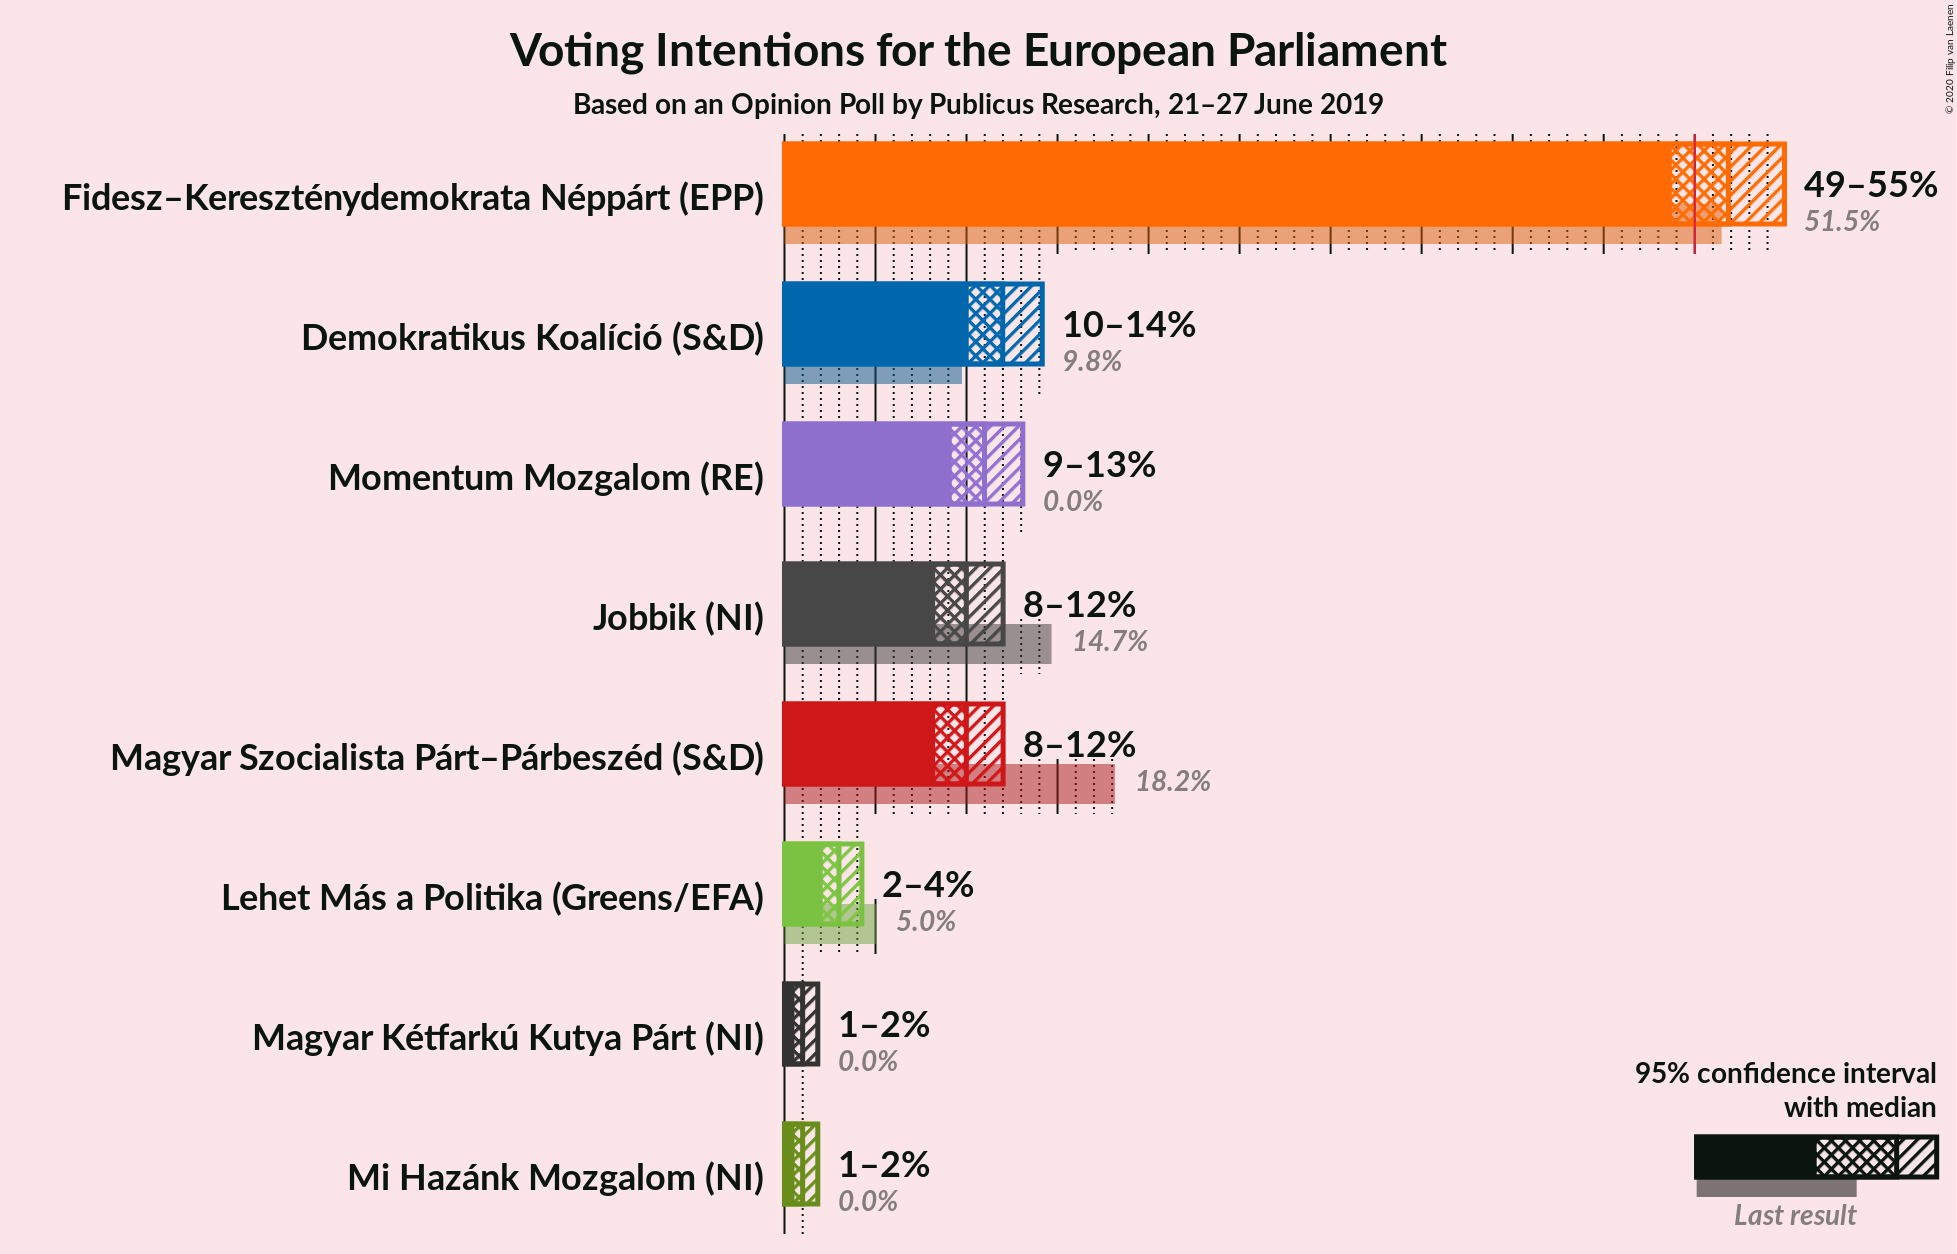 Voting Intentions for the European Parliament
Based on an Opinion Poll by Publicus Research, 21–27 June 2019
© 2020 Filip van Laenen
Fidesz–Kereszténydemokrata Néppárt (EPP)
49–55%
51.5%
Demokratikus Koalíció (S&D)
10–14%
9.8%
Momentum Mozgalom (RE)
9–13%
0.0%
Jobbik (NI)
8–12%
14.7%
Magyar Szocialista Párt–Párbeszéd (S&D)
8–12%
18.2%
Lehet Más a Politika (Greens/EFA)
2–4%
5.0%
Magyar Kétfarkú Kutya Párt (NI)
1–2%
0.0%
Mi Hazánk Mozgalom (NI)
1–2%
0.0%
95% confidence interval
with median
Last result